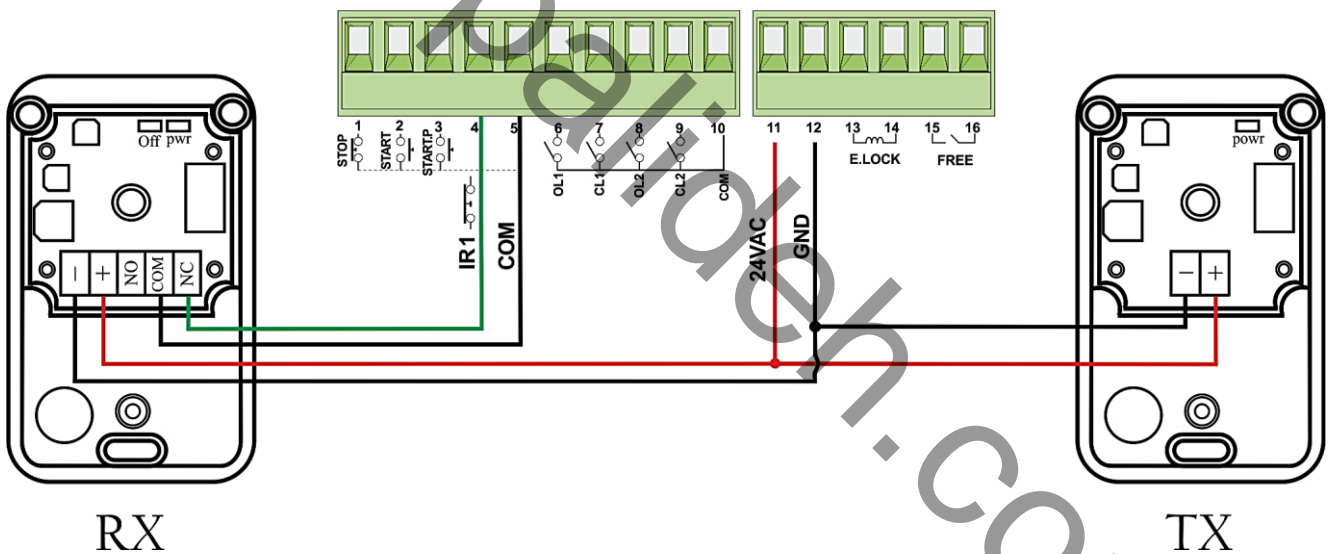 1 2 3 4 5 6 7 8 9 10 11 12 13 14 15 16
STOP START START.P OL1 CL1 OL2 CL2 COM E.LOCK FREE
IR1 COM 24VAC GND
Off pwr
− + NO COM NC
RX
powr
− +
TX
palideh.co